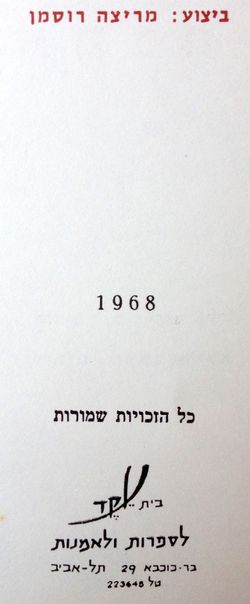 ביצוע: מריצה רוסמן
1968
כל הזכויות שמורות
בית עקד
לספרות ולאמנות
בר-כוכבא 29 תל-אביב
טל 223648